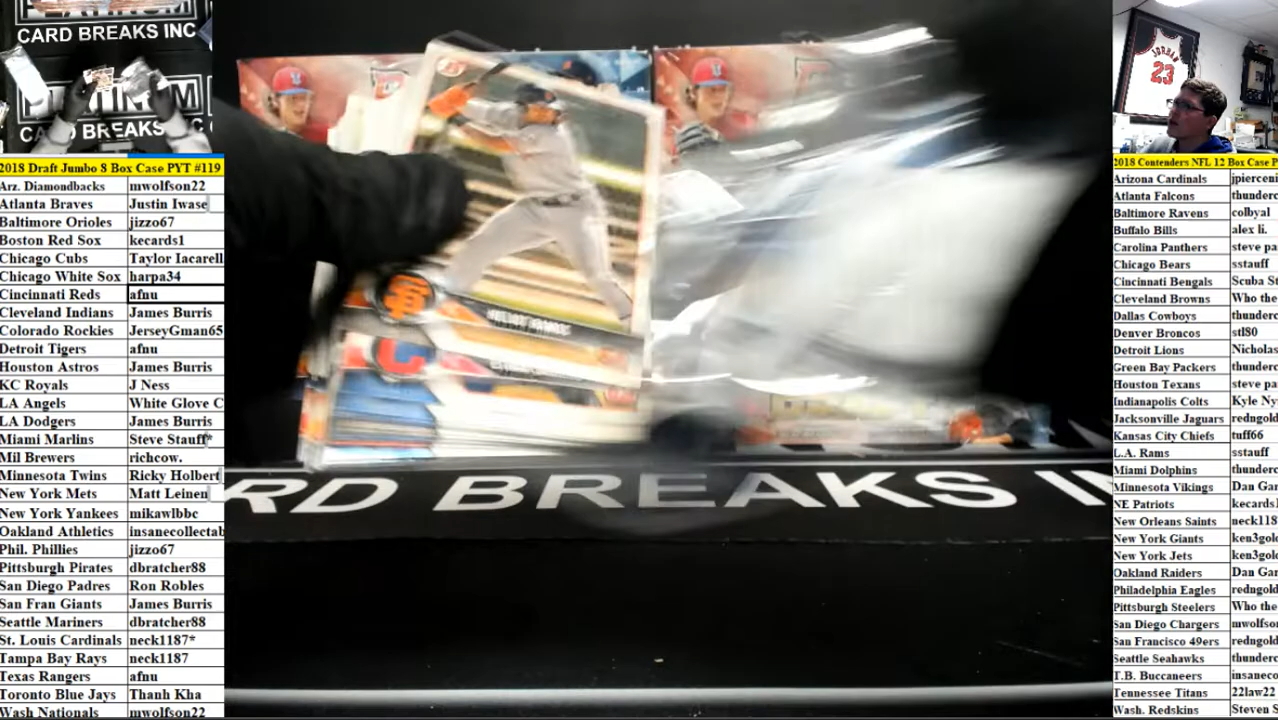 CARD BREAKS INC
PLATINUM
CARD BREAKS INC
2018 Draft Jumbo 8 Box Case PYT #119
Arz. Diamondbacks mwolfson22
Atlanta Braves Justin Iwase
Baltimore Orioles jizzo67
Boston Red Sox kecards1
Chicago Cubs Taylor Iacarell
Chicago White Sox harpa34
Cincinnati Reds afnu
Cleveland Indians James Burris
Colorado Rockies JerseyGman65
Detroit Tigers afnu
Houston Astros James Burris
KC Royals J Ness
LA Angels White Glove C
LA Dodgers James Burris
Miami Marlins Steve Stauff*
Mil Brewers richcow.
Minnesota Twins Ricky Holbert
New York Mets Matt Leinen
New York Yankees mikawlbbc
Oakland Athletics insanecollectab
Phil. Phillies jizzo67
Pittsburgh Pirates dbratcher88
San Diego Padres Ron Robles
San Fran Giants James Burris
Seattle Mariners dbratcher88
St. Louis Cardinals neck1187*
Tampa Bay Rays neck1187
Texas Rangers afnu
Toronto Blue Jays Thanh Kha
Wash Nationals mwolfson22
RD BREAKS IN
JORDAN
23
2018 Contenders NFL 12 Box Case P
Arizona Cardinals jpierceni
Atlanta Falcons thunderc
Baltimore Ravens colbyal
Buffalo Bills alex li.
Carolina Panthers steve pa
Chicago Bears sstauff
Cincinnati Bengals Scuba St
Cleveland Browns Who the
Dallas Cowboys thunderc
Denver Broncos stl80
Detroit Lions Nicholas
Green Bay Packers thunderc
Houston Texans steve pa
Indianapolis Colts Kyle Ny
Jacksonville Jaguars redngold
Kansas City Chiefs tuff66
L.A. Rams sstauff
Miami Dolphins thunderc
Minnesota Vikings Dan Gar
NE Patriots kecards1
New Orleans Saints neck118
New York Giants ken3gold
New York Jets ken3gold
Oakland Raiders Dan Gar
Philadelphia Eagles redngold
Pittsburgh Steelers Who the
San Diego Chargers mwolfso
San Francisco 49ers redngold
Seattle Seahawks thunderc
T.B. Buccaneers insaneco
Tennessee Titans 22law22
Wash. Redskins Steven S